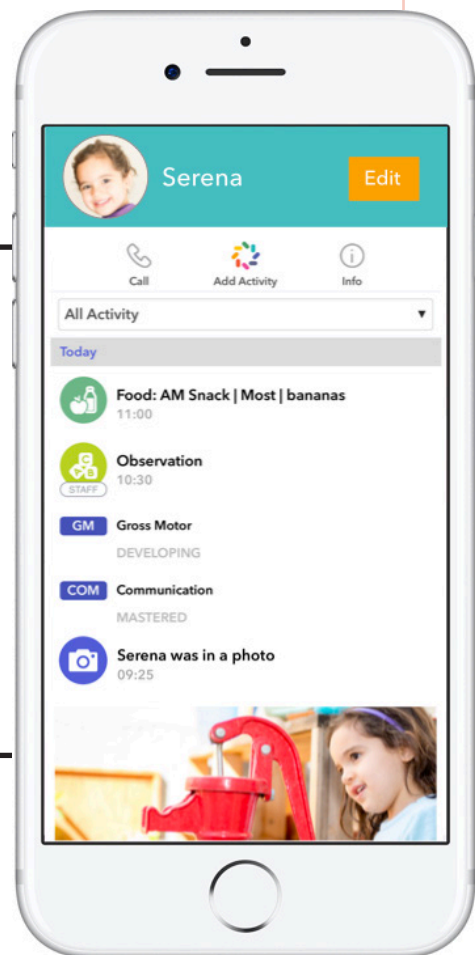 Serena
Edit
Call
Add Activity
Info
All Activity
Today
Food: AM Snack | Most | bananas
11:00
Observation
10:30
STAFF
GM
Gross Motor
DEVELOPING
COM
Communication
MASTERED
Serena was in a photo
09:25